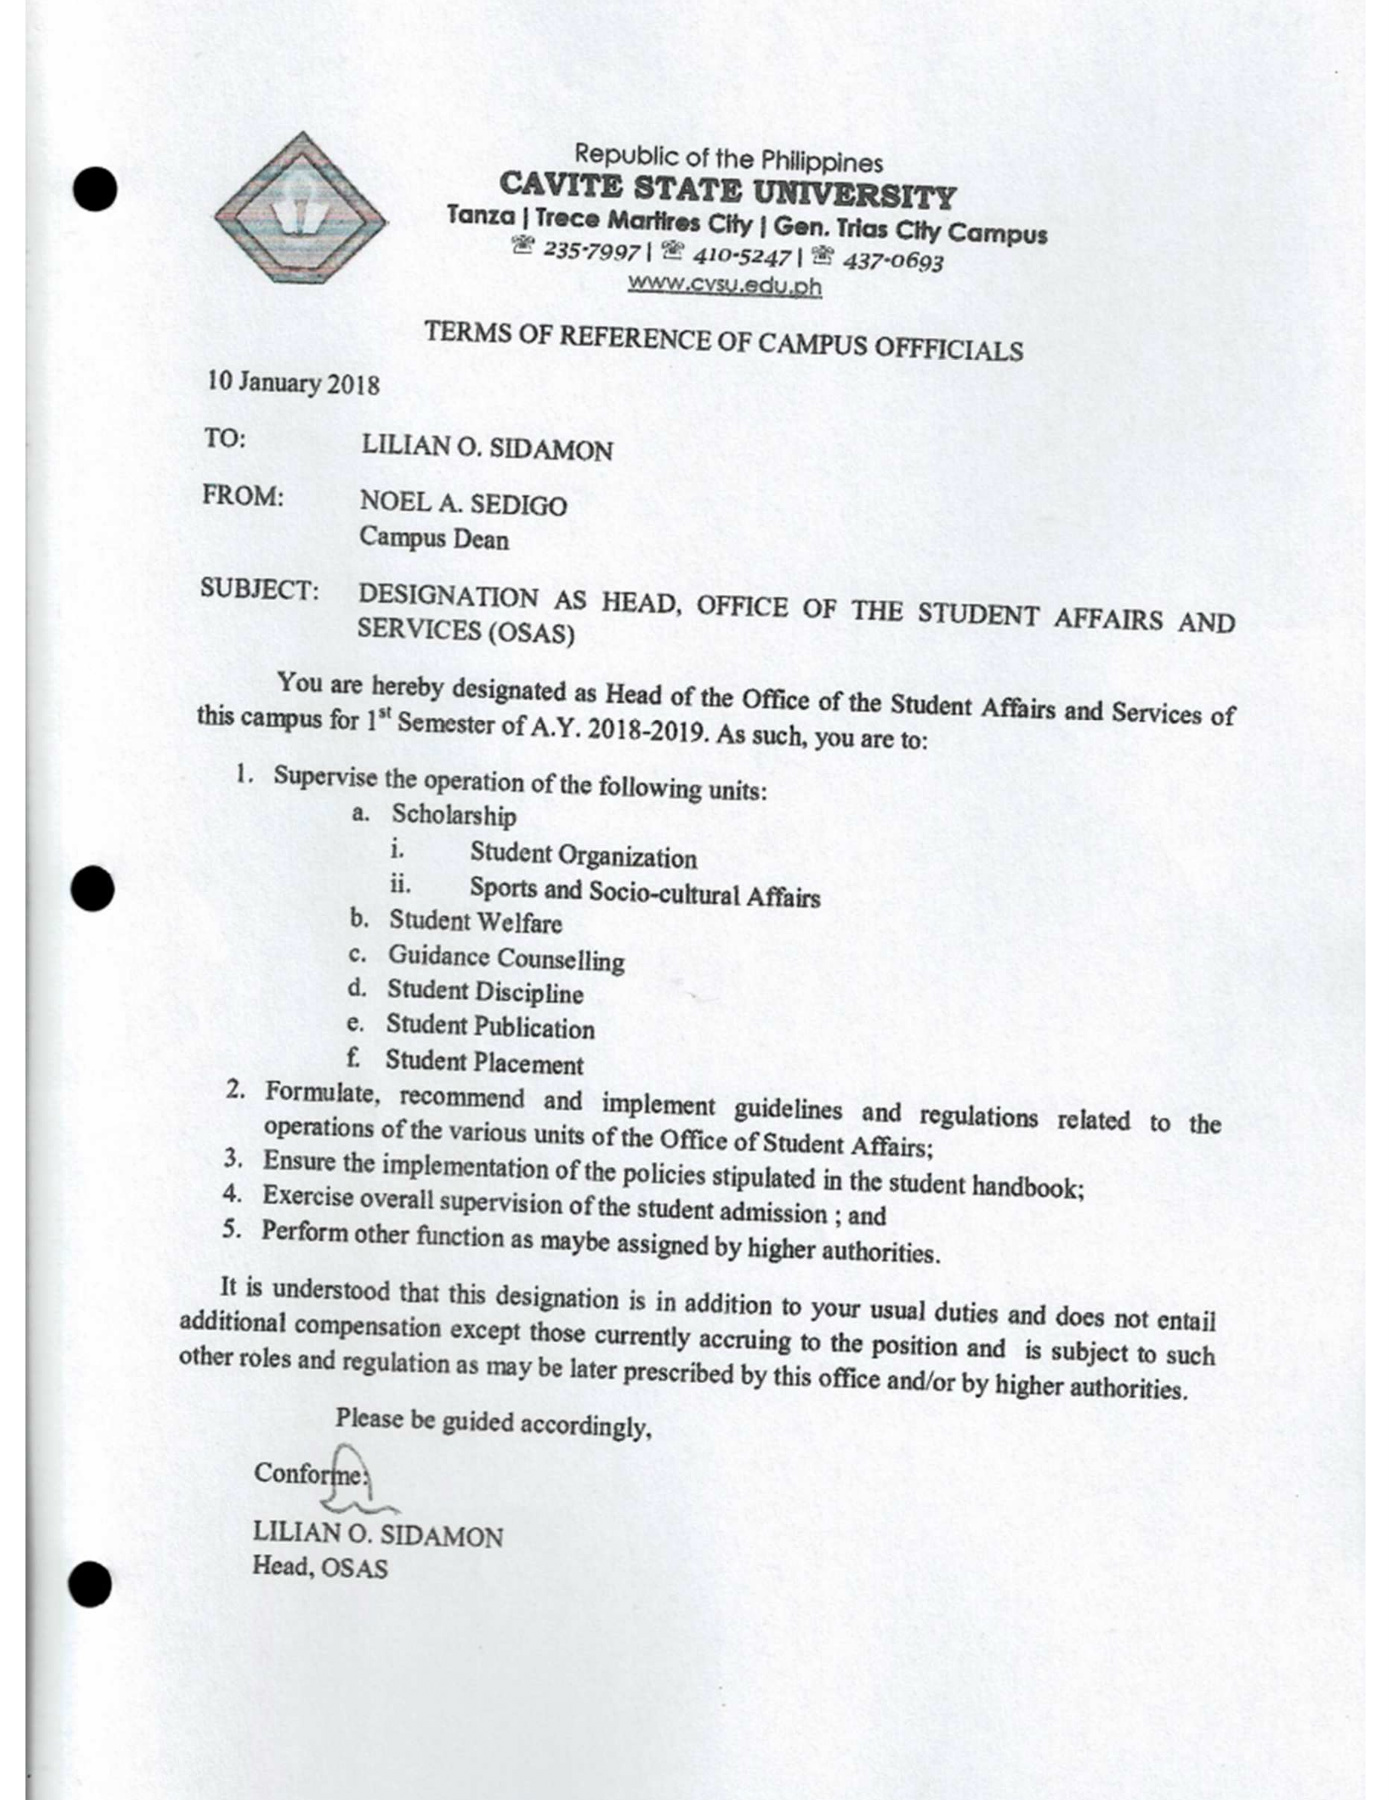 Republic of the Philippines
CAVITE STATE UNIVERSITY
Tanza | Trece Martires City | Gen. Trias City Campus
☏ 235-7997 | ☏ 410-5247 | ☏ 437-0693
www.cvsu.edu.ph
TERMS OF REFERENCE OF CAMPUS OFFFICIALS
10 January 2018
TO: LILIAN O. SIDAMON
FROM: NOEL A. SEDIGO
Campus Dean
SUBJECT: DESIGNATION AS HEAD, OFFICE OF THE STUDENT AFFAIRS AND
SERVICES (OSAS)
You are hereby designated as Head of the Office of the Student Affairs and Services of
this campus for 1st Semester of A.Y. 2018-2019. As such, you are to:
1. Supervise the operation of the following units:
a. Scholarship
i. Student Organization
ii. Sports and Socio-cultural Affairs
b. Student Welfare
c. Guidance Counselling
d. Student Discipline
e. Student Publication
f. Student Placement
2. Formulate, recommend and implement guidelines and regulations related to the
operations of the various units of the Office of Student Affairs;
3. Ensure the implementation of the policies stipulated in the student handbook;
4. Exercise overall supervision of the student admission ; and
5. Perform other function as maybe assigned by higher authorities.
It is understood that this designation is in addition to your usual duties and does not entail
additional compensation except those currently accruing to the position and is subject to such
other roles and regulation as may be later prescribed by this office and/or by higher authorities.
Please be guided accordingly,
Conforme:
LILIAN O. SIDAMON
Head, OSAS